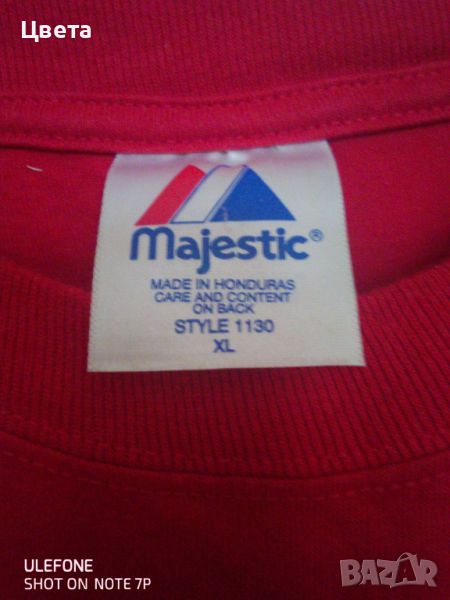 Цвета
Majestic®
MADE IN HONDURAS
CARE AND CONTENT
ON BACK
STYLE 1130
XL
ULEFONE
SHOT ON NOTE 7P
BAZAR